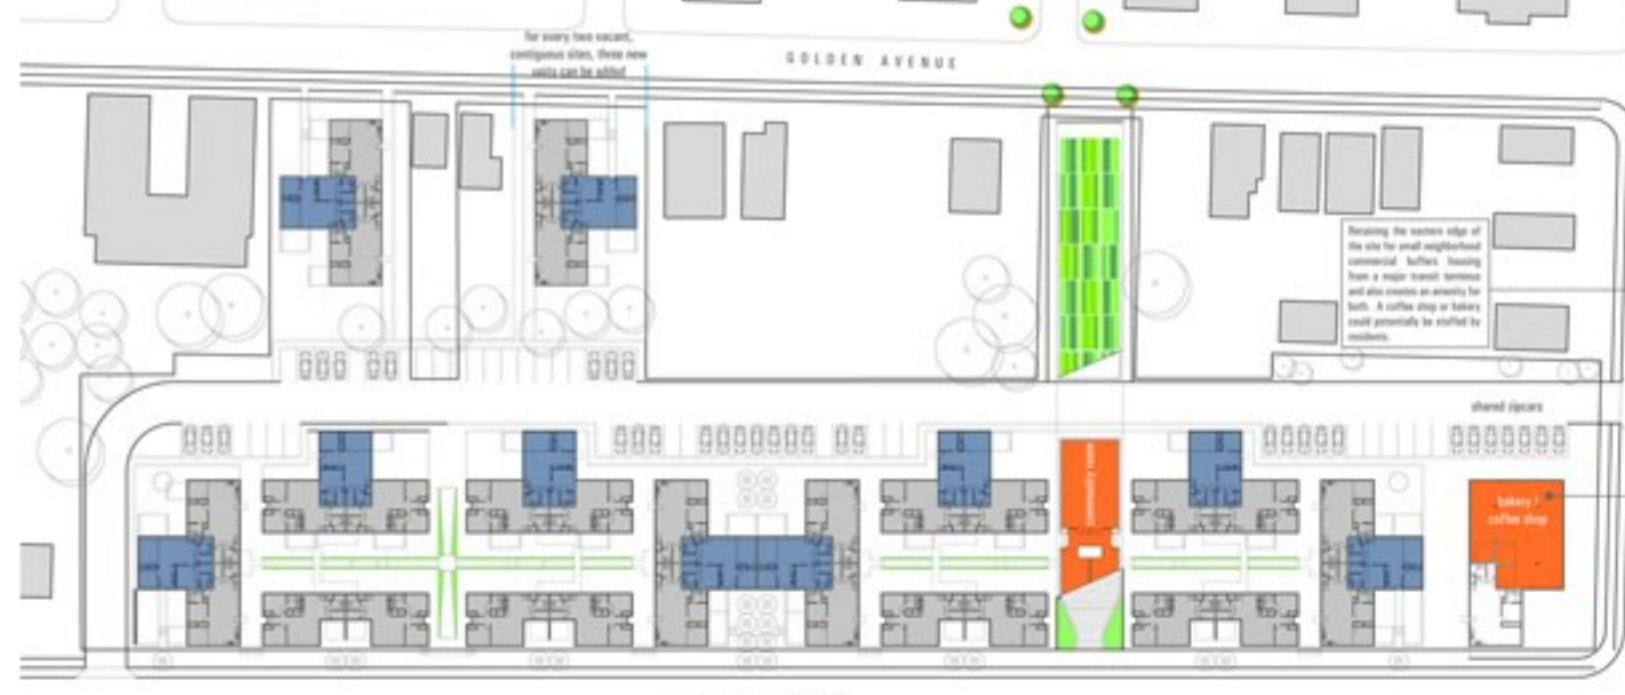 for every two vacant,
contiguous sites, three new
units can be added
GOLDEN AVENUE
Retaining the eastern edge of
the site for small neighborhood
commercial buffers housing
from a major transit terminus
and also creates an amenity for
both. A coffee shop or bakery
could potentially be staffed by
residents.
shared zipcars
community room
bakery /
coffee shop